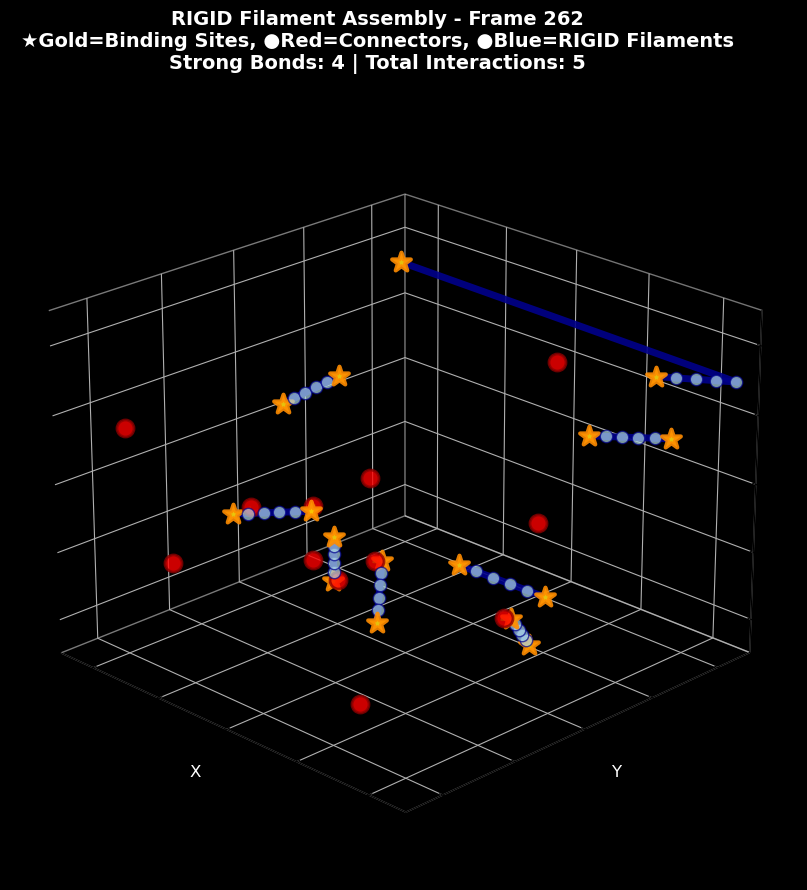 RIGID Filament Assembly - Frame 262
★Gold=Binding Sites, ●Red=Connectors, ●Blue=RIGID Filaments
Strong Bonds: 4 | Total Interactions: 5
X
Y